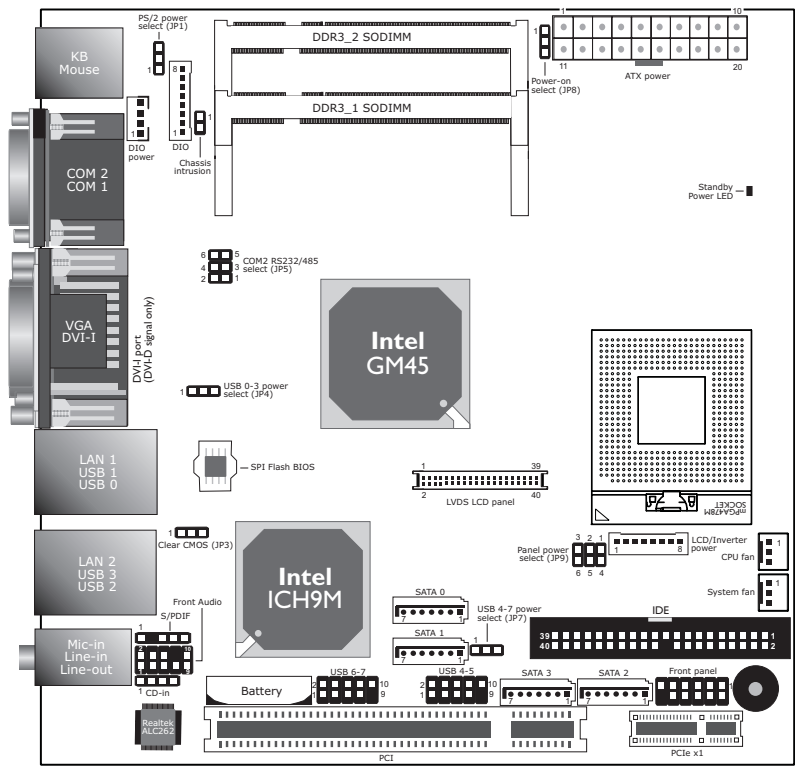 PS/2 power
select (JP1)
1
KB
Mouse
8
1
DIO
1
DIO
power
1
Chassis
intrusion
DDR3_2 SODIMM
DDR3_1 SODIMM
1
Power-on
select (JP8)
1
10
11
20
ATX power
COM 2
COM 1
Standby
Power LED
6
5
4
3
2
1
COM2 RS232/485
select (JP5)
VGA
DVI-I
DVI-I port
(DVI-D signal only)
Intel
GM45
1
USB 0-3 power
select (JP4)
LAN 1
USB 1
USB 0
SPI Flash BIOS
1
39
2
40
LVDS LCD panel
mPGA478M
SOCKET
LAN 2
USB 3
USB 2
1
Clear CMOS (JP3)
Intel
ICH9M
3 2 1
Panel power
select (JP9)
6 5 4
1
8
LCD/Inverter
power
1
CPU fan
1
System fan
Front Audio
1
S/PDIF
2
10
1
9
Mic-in
Line-in
Line-out
1
CD-in
SATA 0
7
1
SATA 1
7
1
USB 4-7 power
select (JP7)
1
IDE
39
40
1
2
Battery
USB 6-7
2
10
1
9
USB 4-5
2
10
1
9
SATA 3
7
1
SATA 2
7
1
Front panel
1
Realtek
ALC262
PCI
PCIe x1